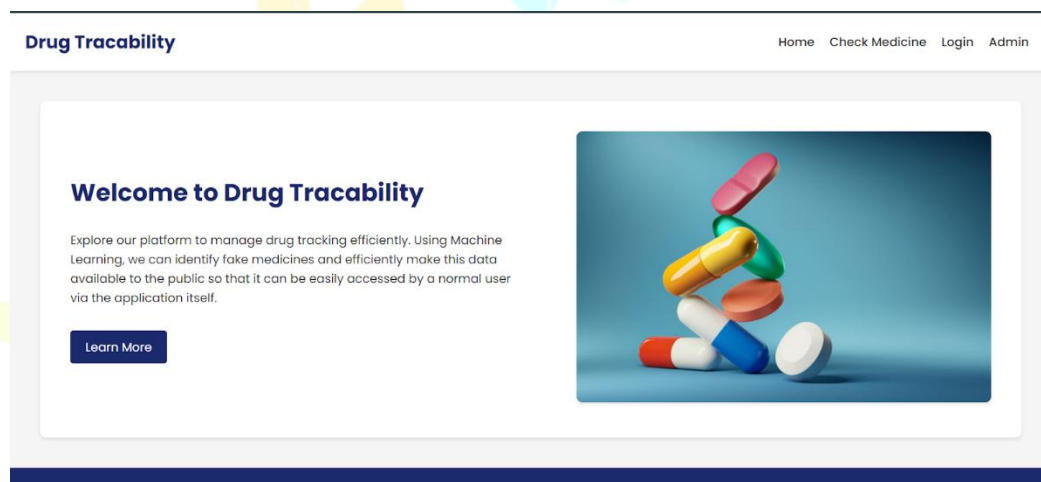 Drug Tracability
Home Check Medicine Login Admin
Welcome to Drug Tracability
Explore our platform to manage drug tracking efficiently. Using Machine
Learning, we can identify fake medicines and efficiently make this data
available to the public so that it can be easily accessed by a normal user
via the application itself.
Learn More